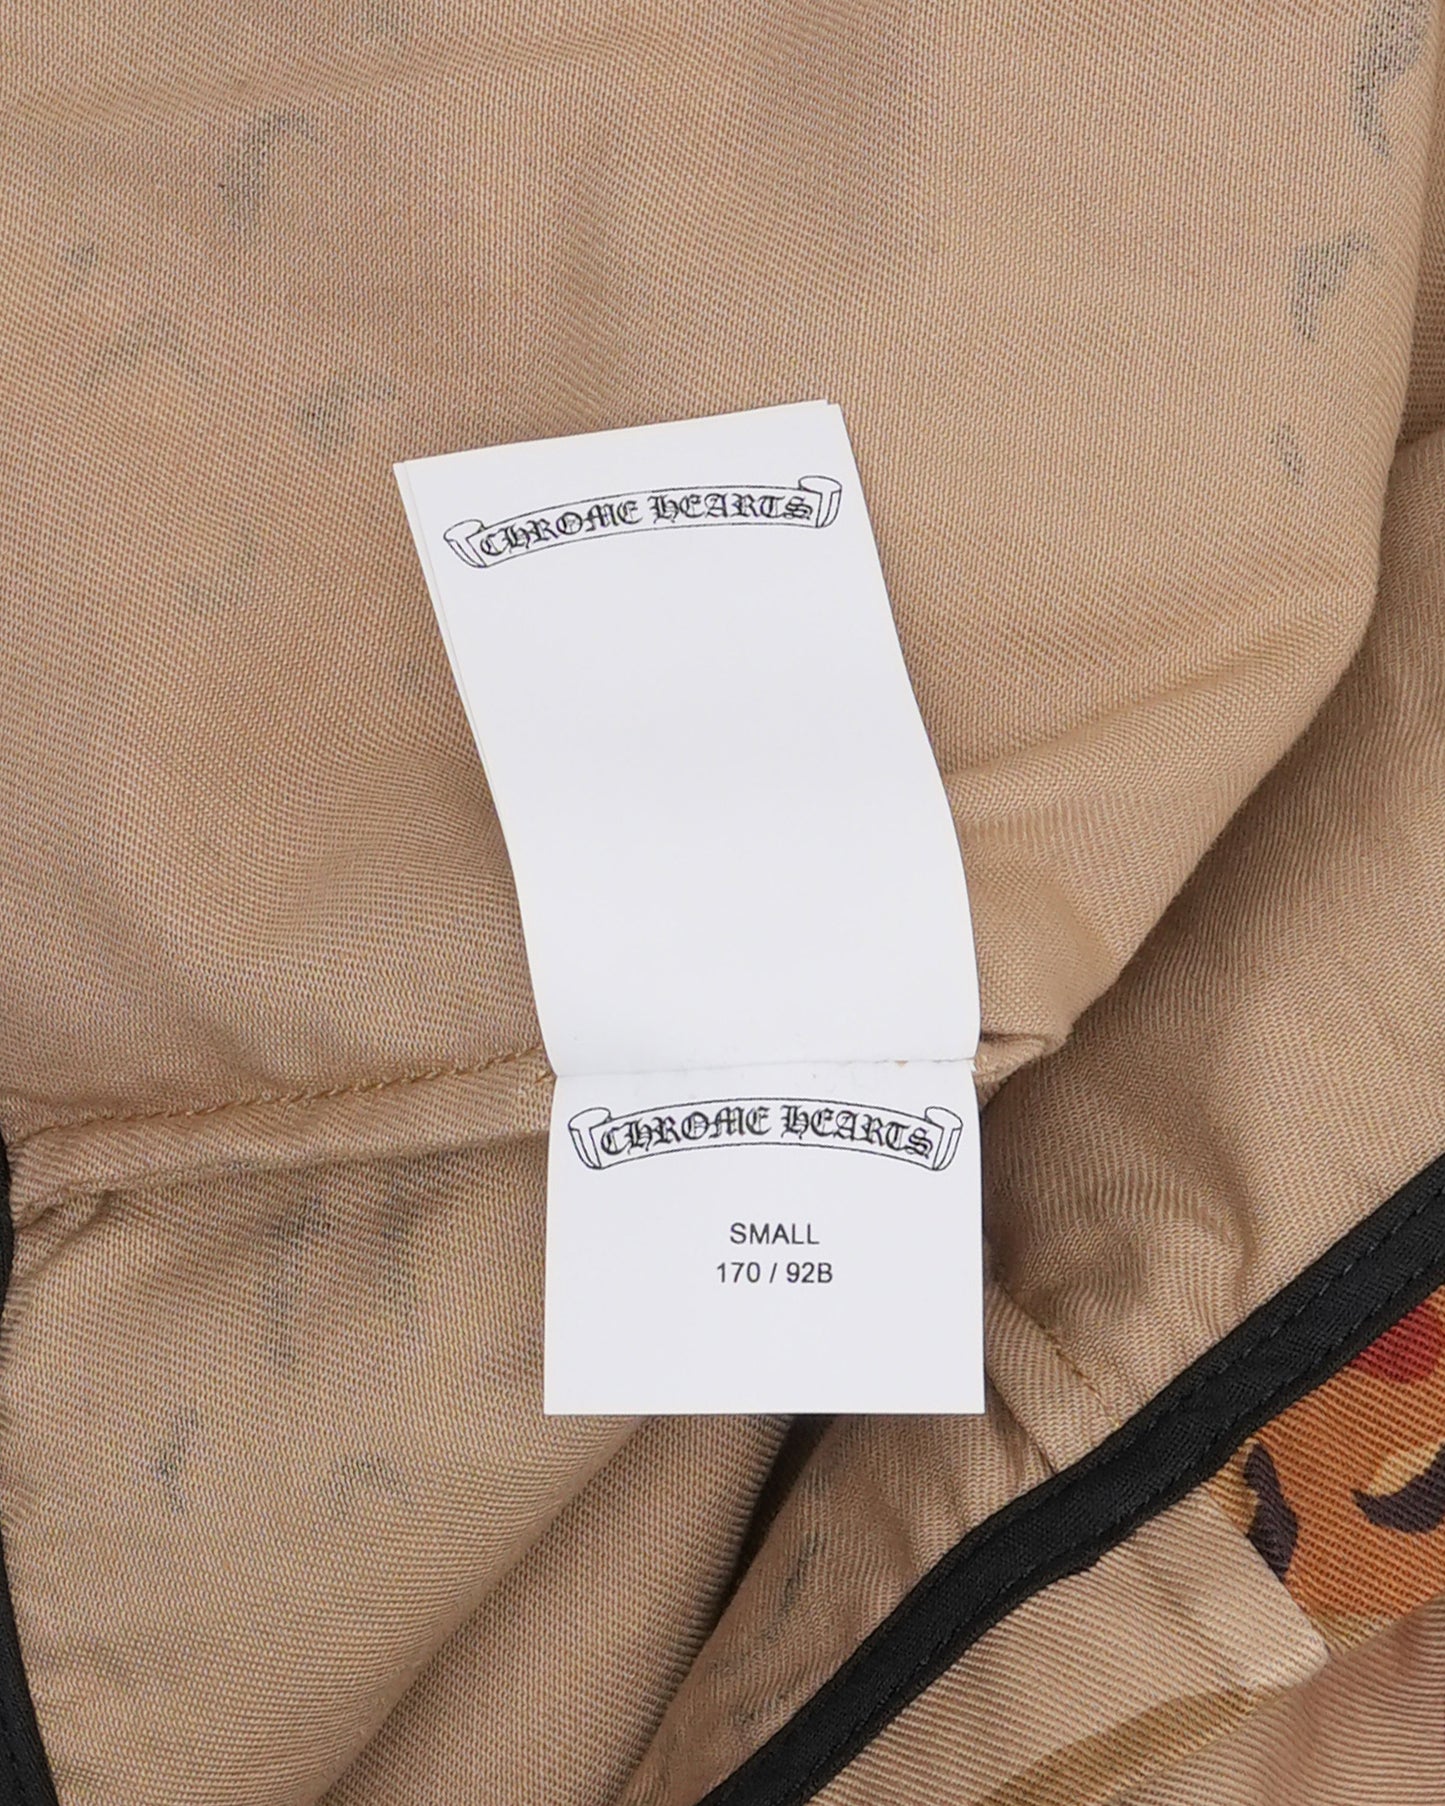 CHROME HEARTS
CHROME HEARTS
SMALL
170 / 92B